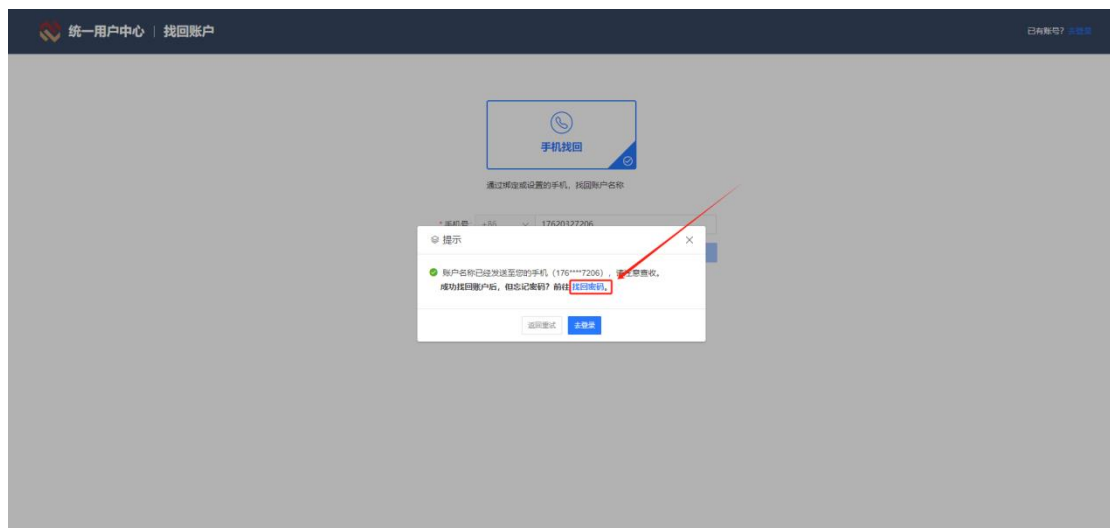 统一用户中心 | 找回账户
已有账号? 去登录
手机找回
通过绑定或设置的手机, 找回账户名称
* 手机号: +86 17620327206
提示
账户名称已经发送至您的手机 (176****7206) , 请注意查收。
成功找回账户后, 但忘记密码? 前往 找回密码。
返回重试 去登录